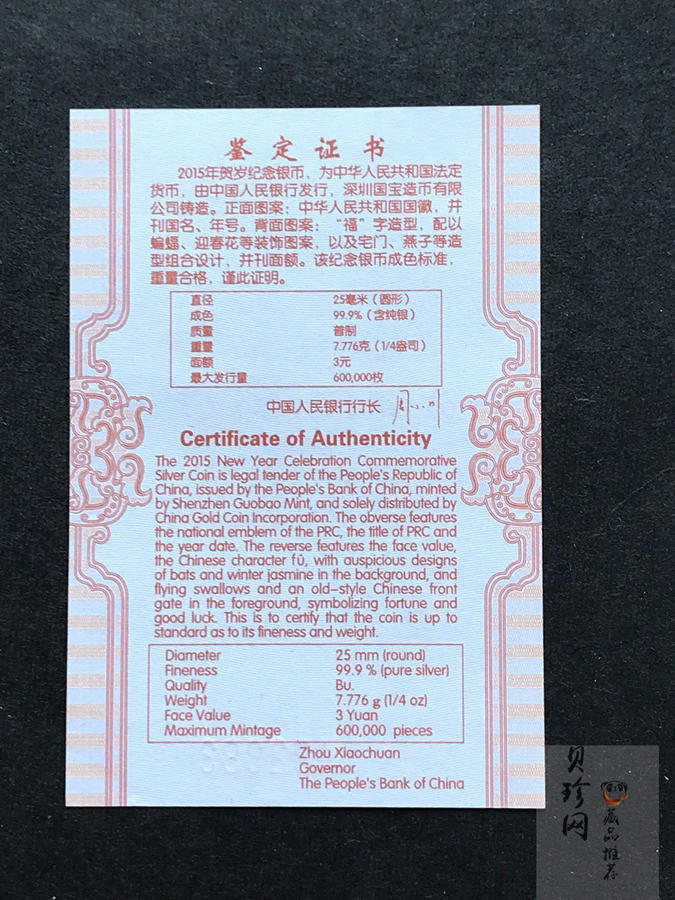 鉴定证书
2015年贺岁纪念银币，为中华人民共和国法定
货币，由中国人民银行发行，深圳国宝造币有限
公司铸造。正面图案：中华人民共和国国徽，并
刊国名、年号。背面图案：“福”字造型，配以
蝙蝠、迎春花等装饰图案，以及宅门、燕子等造
型组合设计，并刊面额。该纪念银币成色标准，
重量合格，谨此证明。
直径 25毫米（圆形）
成色 99.9%（含纯银）
质量 普制
重量 7.776克（1/4盎司）
面额 3元
最大发行量 600,000枚
中国人民银行行长
Certificate of Authenticity
The 2015 New Year Celebration Commemorative
Silver Coin is legal tender of the People's Republic of
China, issued by the People's Bank of China, minted
by Shenzhen Guobao Mint, and solely distributed by
China Gold Coin Incorporation. The obverse features
the national emblem of the PRC, the title of PRC and
the year date. The reverse features the face value,
the Chinese character fú, with auspicious designs
of bats and winter jasmine in the background, and
flying swallows and an old-style Chinese front
gate in the foreground, symbolizing fortune and
good luck. This is to certify that the coin is up to
standard as to its fineness and weight.
Diameter 25 mm (round)
Fineness 99.9 % (pure silver)
Quality Bu.
Weight 7.776 g (1/4 oz)
Face Value 3 Yuan
Maximum Mintage 600,000 pieces
Zhou Xiaochuan
Governor
The People's Bank of China
贝珍网
藏品推荐